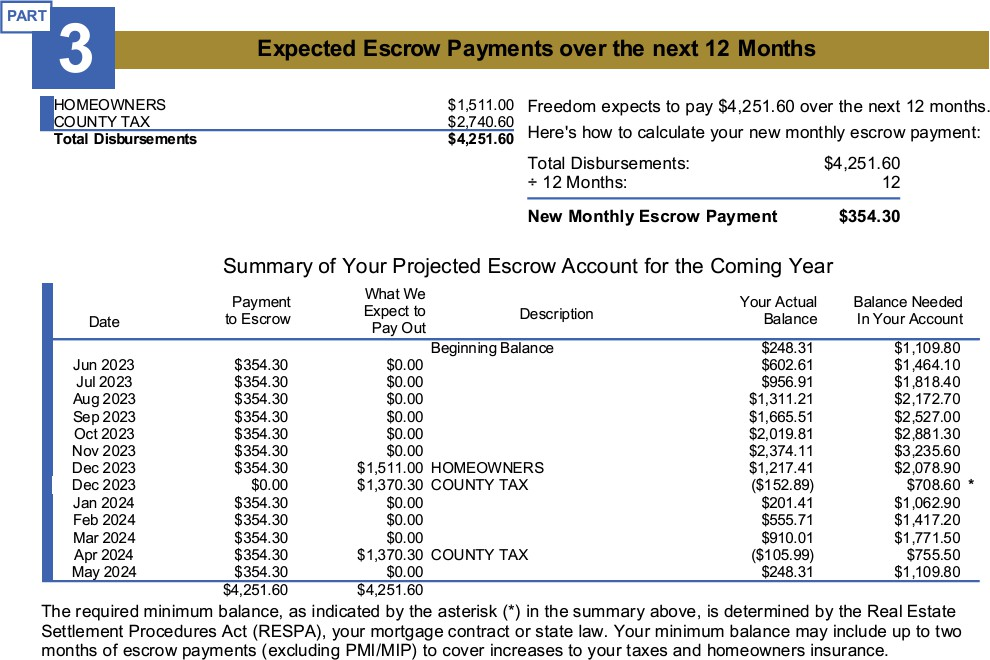 PART
3
Expected Escrow Payments over the next 12 Months
HOMEOWNERS $1,511.00
COUNTY TAX $2,740.60
Total Disbursements $4,251.60
Freedom expects to pay $4,251.60 over the next 12 months.
Here's how to calculate your new monthly escrow payment:
Total Disbursements: $4,251.60
÷ 12 Months: 12
New Monthly Escrow Payment $354.30
Summary of Your Projected Escrow Account for the Coming Year
Date Payment to Escrow What We Expect to Pay Out Description Your Actual Balance Balance Needed In Your Account
Beginning Balance $248.31 $1,109.80
Jun 2023 $354.30 $0.00 $602.61 $1,464.10
Jul 2023 $354.30 $0.00 $956.91 $1,818.40
Aug 2023 $354.30 $0.00 $1,311.21 $2,172.70
Sep 2023 $354.30 $0.00 $1,665.51 $2,527.00
Oct 2023 $354.30 $0.00 $2,019.81 $2,881.30
Nov 2023 $354.30 $0.00 $2,374.11 $3,235.60
Dec 2023 $354.30 $1,511.00 HOMEOWNERS $1,217.41 $2,078.90
Dec 2023 $0.00 $1,370.30 COUNTY TAX ($152.89) $708.60 *
Jan 2024 $354.30 $0.00 $201.41 $1,062.90
Feb 2024 $354.30 $0.00 $555.71 $1,417.20
Mar 2024 $354.30 $0.00 $910.01 $1,771.50
Apr 2024 $354.30 $1,370.30 COUNTY TAX ($105.99) $755.50
May 2024 $354.30 $0.00 $248.31 $1,109.80
$4,251.60 $4,251.60
The required minimum balance, as indicated by the asterisk (*) in the summary above, is determined by the Real Estate
Settlement Procedures Act (RESPA), your mortgage contract or state law. Your minimum balance may include up to two
months of escrow payments (excluding PMI/MIP) to cover increases to your taxes and homeowners insurance.